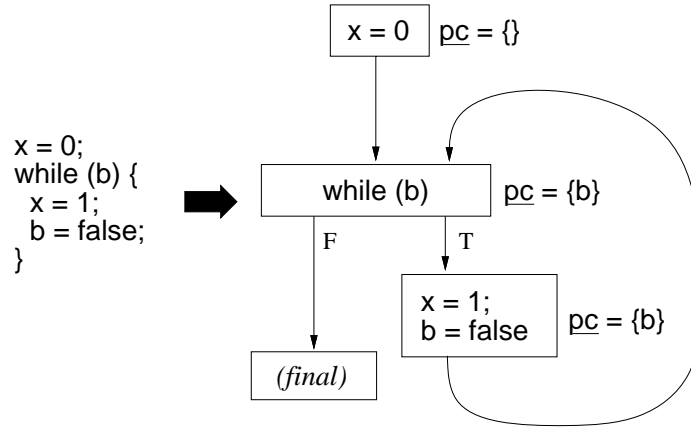 x = 0 pc = {}
x = 0;
while (b) {
x = 1;
b = false;
}
while (b) pc = {b}
F T
x = 1;
b = false pc = {b}
(final)